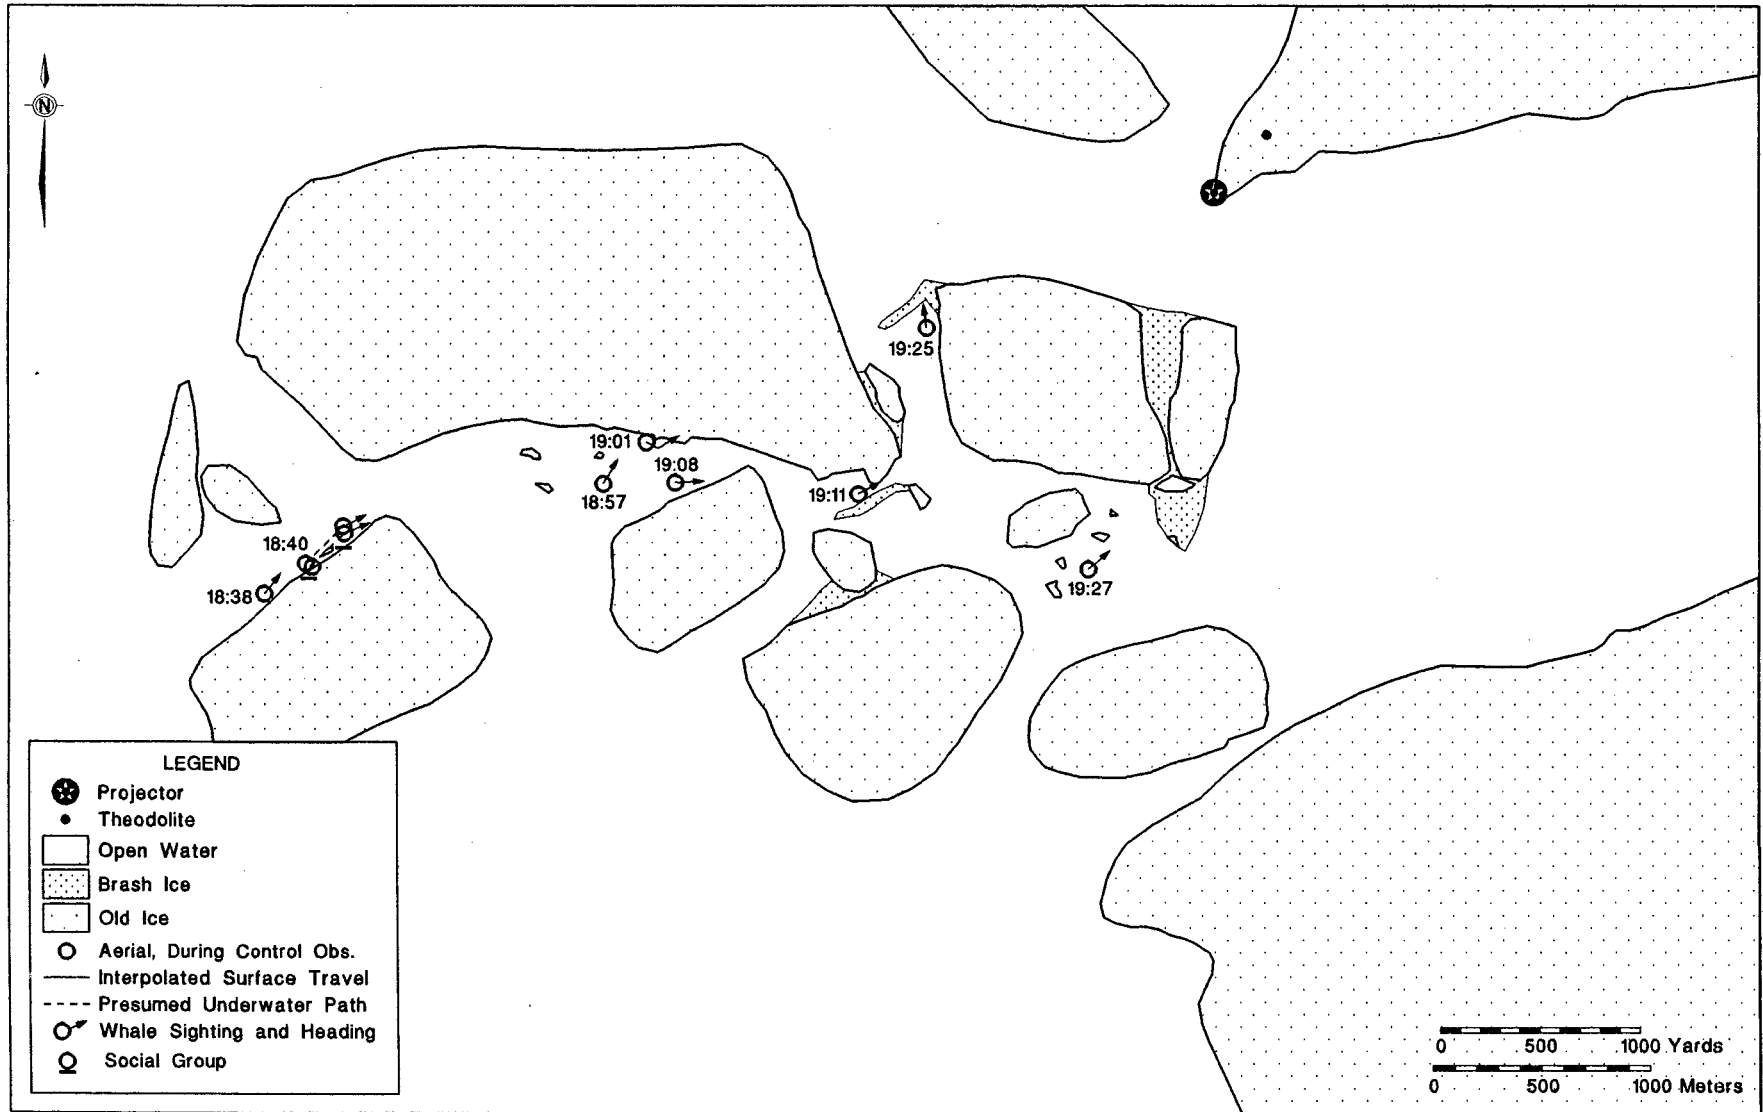 N
19:25
19:01
19:08
18:57
19:11
18:40
18:38
19:27
LEGEND
Projector
Theodolite
Open Water
Brash Ice
Old Ice
Aerial, During Control Obs.
Interpolated Surface Travel
Presumed Underwater Path
Whale Sighting and Heading
Social Group
0 500 1000 Yards
0 500 1000 Meters